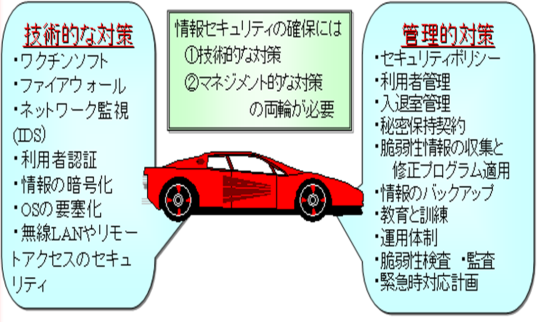 技術的な対策
・ワクチンソフト
・ファイアウォール
・ネットワーク監視
(IDS)
・利用者認証
・情報の暗号化
・OSの要塞化
・無線LANやリモー
トアクセスのセキュ
リティ
情報セキュリティの確保には
①技術的な対策
②マネジメント的な対策
の両輪が必要
管理的対策
・セキュリティポリシー
・利用者管理
・入退室管理
・秘密保持契約
・脆弱性情報の収集と
修正プログラム適用
・情報のバックアップ
・教育と訓練
・運用体制
・脆弱性検査 ・監査
・緊急時対応計画